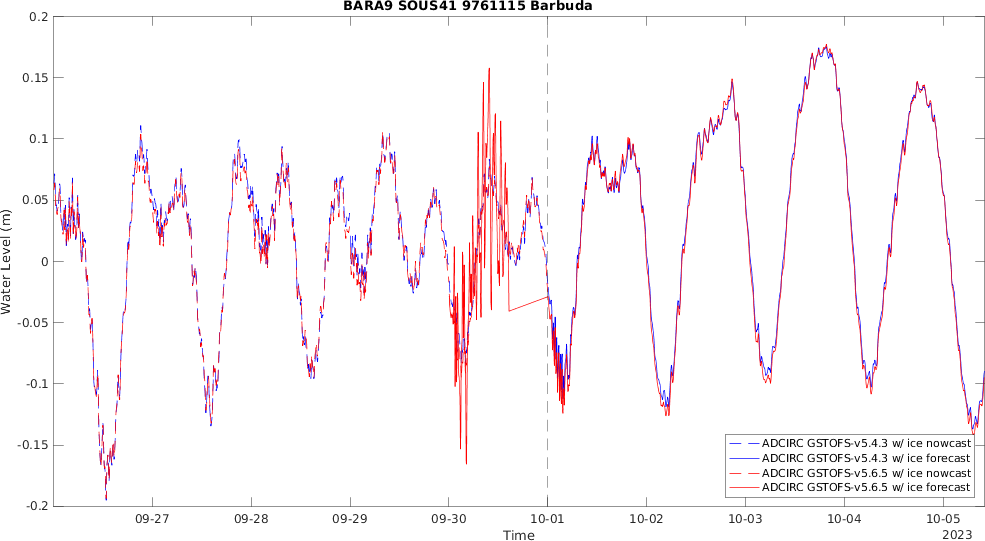 BARA9 SOUS41 9761115 Barbuda
Water Level (m)
0.2
0.15
0.1
0.05
0
-0.05
-0.1
-0.15
-0.2
09-27
09-28
09-29
09-30
10-01
10-02
10-03
10-04
10-05
2023
Time
ADCIRC GSTOFS-v5.4.3 w/ ice nowcast
ADCIRC GSTOFS-v5.4.3 w/ ice forecast
ADCIRC GSTOFS-v5.6.5 w/ ice nowcast
ADCIRC GSTOFS-v5.6.5 w/ ice forecast